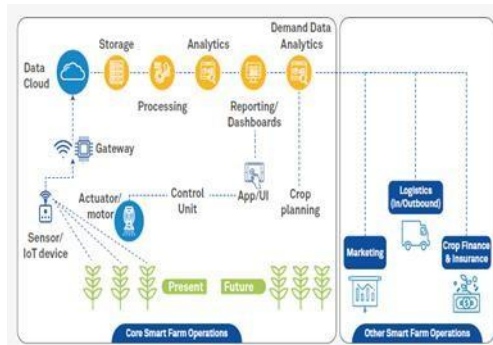 Storage
Analytics
Demand Data
Analytics
Data
Cloud
Processing
Reporting/
Dashboards
Gateway
Actuator/
motor
Control
Unit
App/UI
Crop
planning
Sensor/
IoT device
Present
Future
Core Smart Farm Operations
Logistics
(In/Outbound)
Marketing
Crop Finance
& Insurance
Other Smart Farm Operations